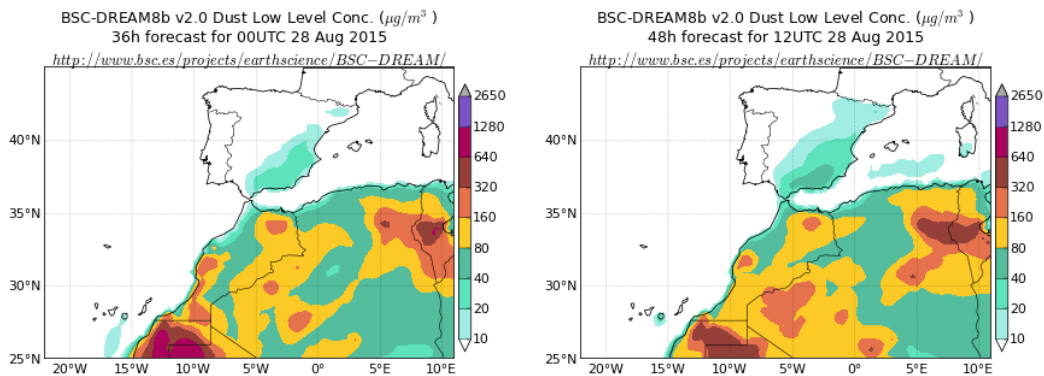 BSC-DREAM8b v2.0 Dust Low Level Conc. (μg/m³ )
36h forecast for 00UTC 28 Aug 2015
http://www.bsc.es/projects/earthscience/BSC−DREAM/
40°N
35°N
30°N
25°N
20°W 15°W 10°W 5°W 0° 5°E 10°E
2650
1280
640
320
160
80
40
20
10
BSC-DREAM8b v2.0 Dust Low Level Conc. (μg/m³ )
48h forecast for 12UTC 28 Aug 2015
http://www.bsc.es/projects/earthscience/BSC−DREAM/
40°N
35°N
30°N
25°N
20°W 15°W 10°W 5°W 0° 5°E 10°E
2650
1280
640
320
160
80
40
20
10